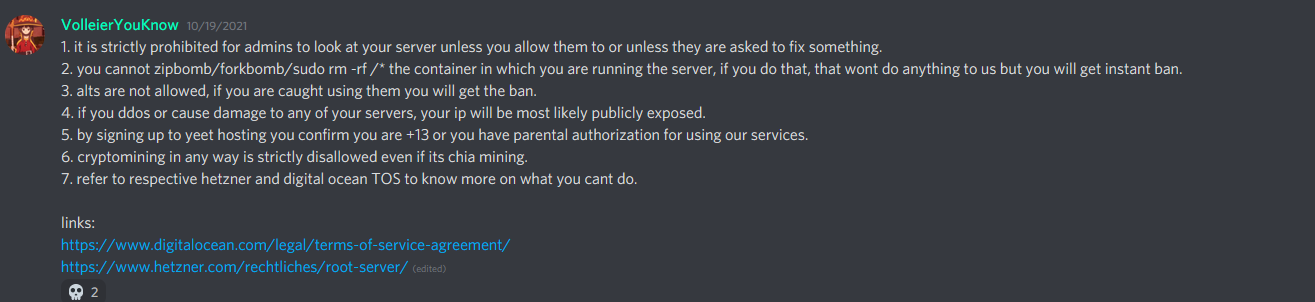 VolleierYouKnow 10/19/2021
1. it is strictly prohibited for admins to look at your server unless you allow them to or unless they are asked to fix something.
2. you cannot zipbomb/forkbomb/sudo rm -rf /* the container in which you are running the server, if you do that, that wont do anything to us but you will get instant ban.
3. alts are not allowed, if you are caught using them you will get the ban.
4. if you ddos or cause damage to any of your servers, your ip will be most likely publicly exposed.
5. by signing up to yeet hosting you confirm you are +13 or you have parental authorization for using our services.
6. cryptomining in any way is strictly disallowed even if its chia mining.
7. refer to respective hetzner and digital ocean TOS to know more on what you cant do.
links:
https://www.digitalocean.com/legal/terms-of-service-agreement/
https://www.hetzner.com/rechtliches/root-server/ (edited)
2